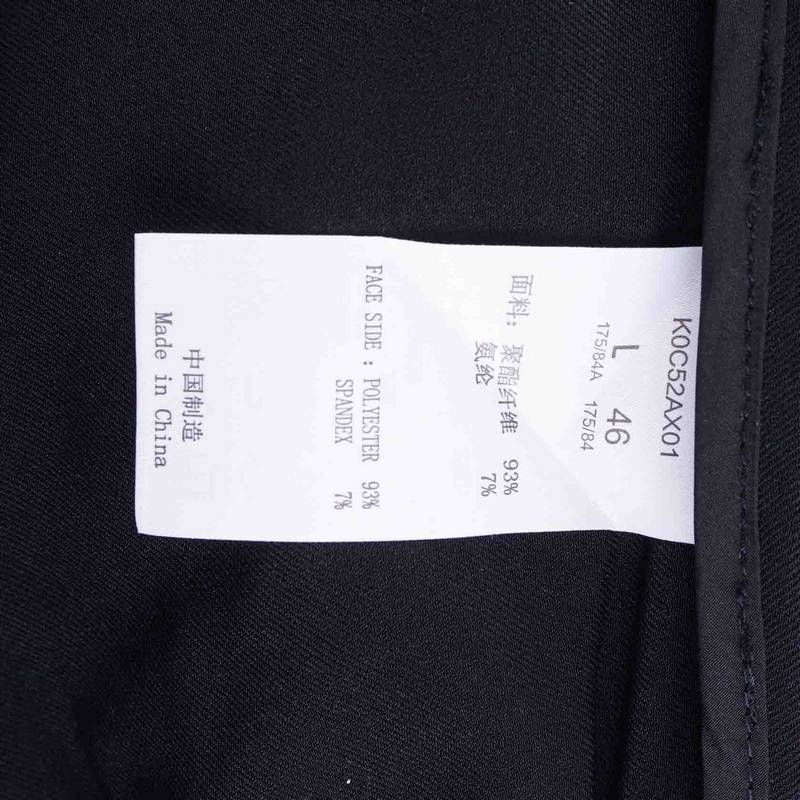 K0C52AX01
L 46
175/84A 175/84
面料: 聚酯纤维 93%
氨纶 7%
FACE SIDE : POLYESTER 93%
SPANDEX 7%
中国制造
Made in China